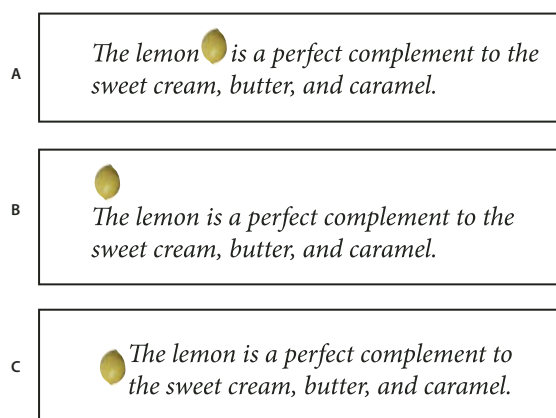 A
The lemon is a perfect complement to the
sweet cream, butter, and caramel.
B
The lemon is a perfect complement to the
sweet cream, butter, and caramel.
C
The lemon is a perfect complement to
the sweet cream, butter, and caramel.